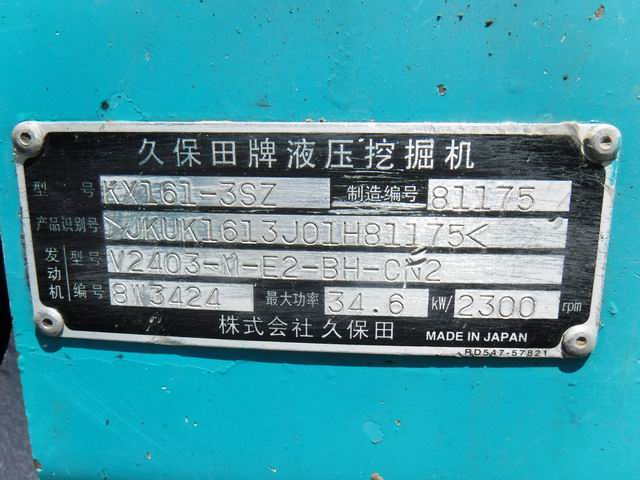 久保田牌液压挖掘机
型 号 KX161-3SZ 制造编号 81175
产品识别号 >JKUK1613J01H81175<
发动机 型号 V2403-M-E2-BH-CN2
编号 8W3424 最大功率 34.6 kW/ 2300 rpm
株式会社久保田 MADE IN JAPAN
RD547-57821